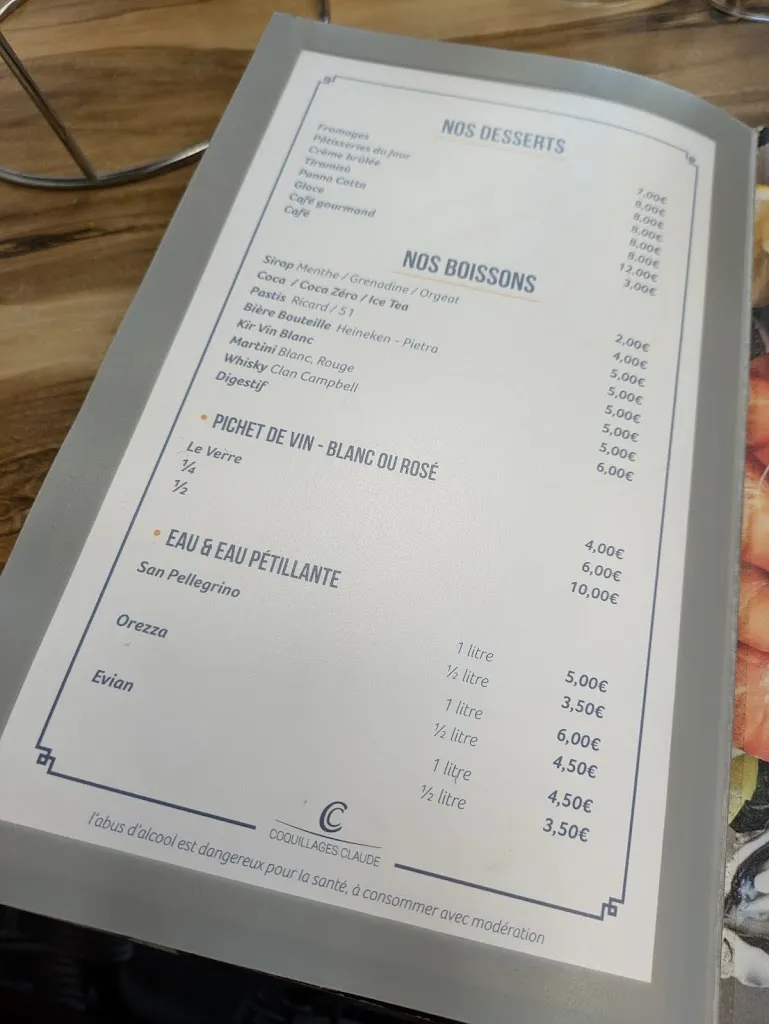 NOS DESSERTS
Fromages 7,00€
Pâtisseries du jour 8,00€
Crème brûlée 8,00€
Tiramisù 8,00€
Panna Cotta 8,00€
Glace 8,00€
Café gourmand 12,00€
Café 3,00€
NOS BOISSONS
Sirop Menthe / Grenadine / Orgeat 2,00€
Coca / Coca Zéro / Ice Tea 4,00€
Pastis Ricard / 51 5,00€
Bière Bouteille Heineken - Pietra 5,00€
Kir Vin Blanc 5,00€
Martini Blanc, Rouge 5,00€
Whisky Clan Campbell 5,00€
Digestif 6,00€
• PICHET DE VIN - BLANC OU ROSÉ
Le Verre 4,00€
¼ 6,00€
½ 10,00€
• EAU & EAU PÉTILLANTE
San Pellegrino 1 litre 5,00€
½ litre 3,50€
Orezza 1 litre 6,00€
½ litre 4,50€
Evian 1 litre 4,50€
½ litre 3,50€
CC
COQUILLAGES CLAUDE
l'abus d'alcool est dangereux pour la santé, à consommer avec modération